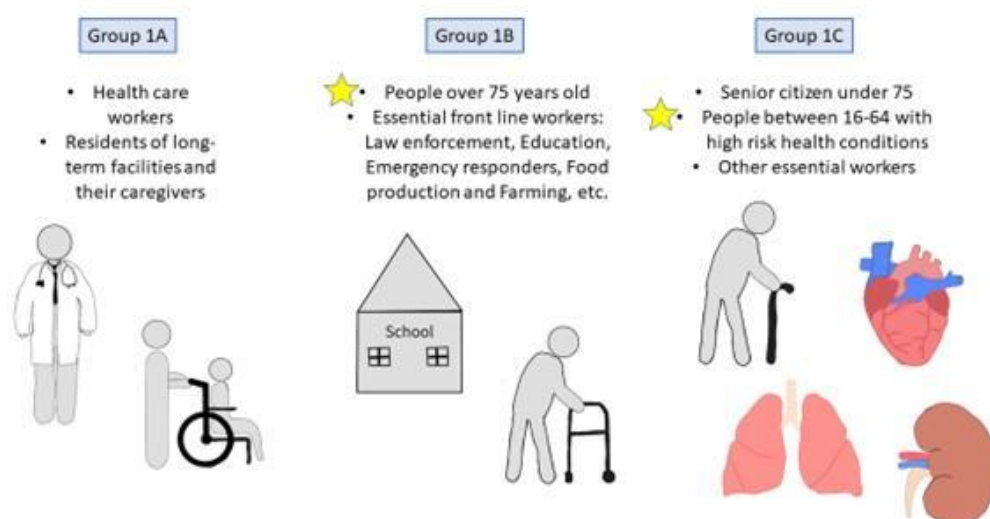 Group 1A
• Health care
workers
• Residents of long-
term facilities and
their caregivers
Group 1B
• People over 75 years old
• Essential front line workers:
Law enforcement, Education,
Emergency responders, Food
production and Farming, etc.
School
Group 1C
• Senior citizen under 75
• People between 16-64 with
high risk health conditions
• Other essential workers